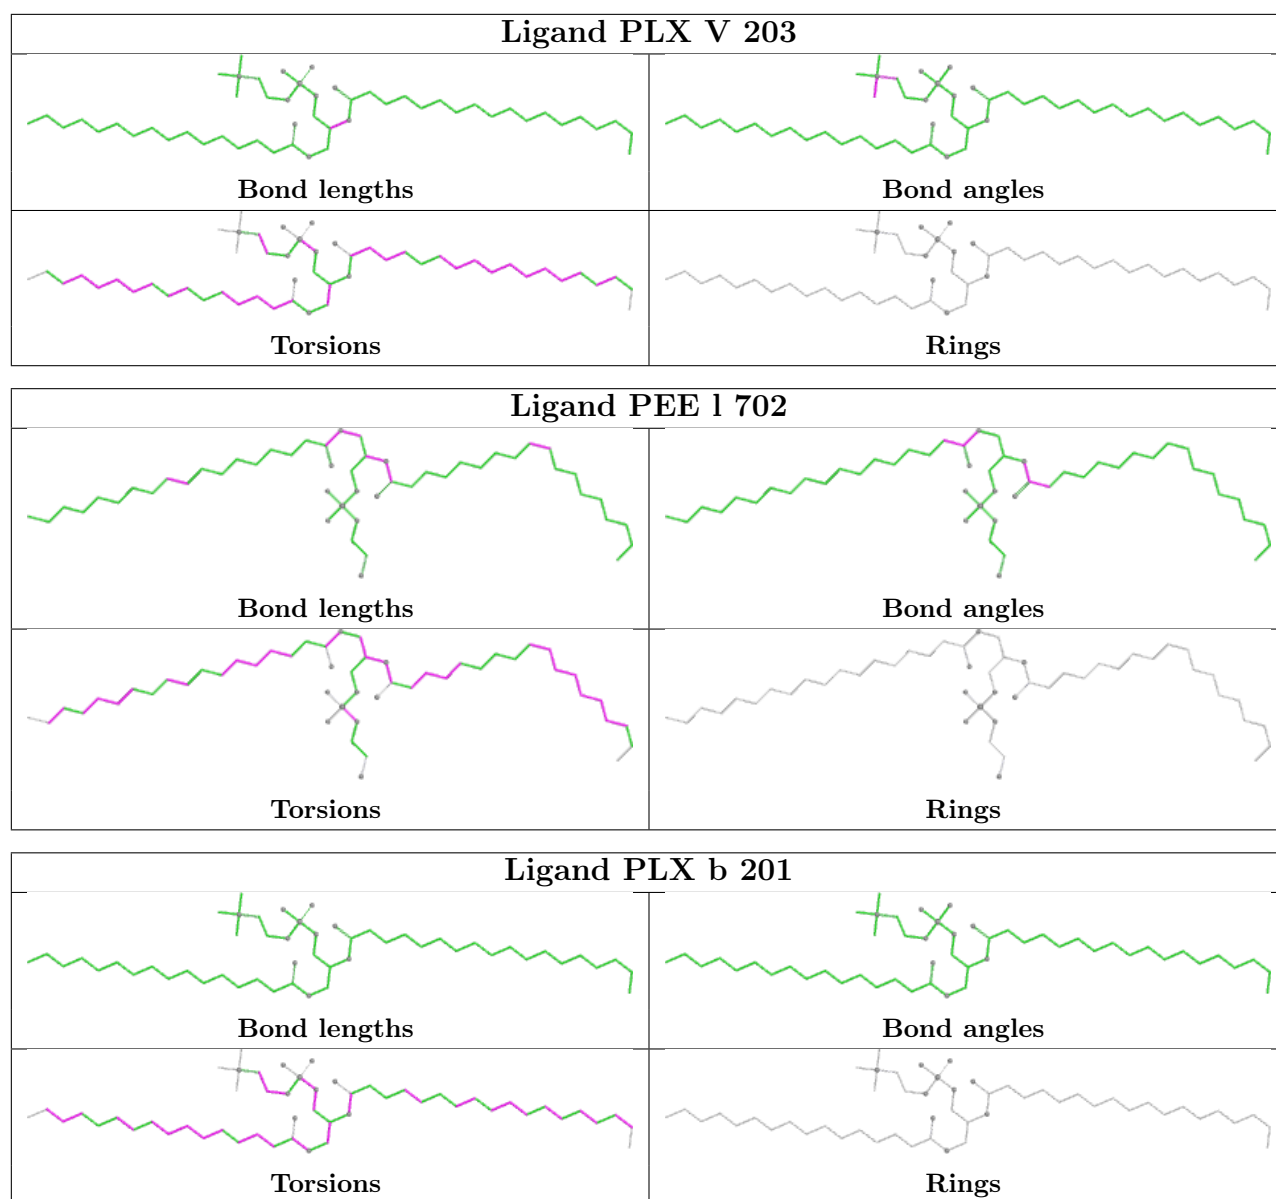 Ligand PLX V 203
Bond lengths
Bond angles
Torsions
Rings
Ligand PEE l 702
Bond lengths
Bond angles
Torsions
Rings
Ligand PLX b 201
Bond lengths
Bond angles
Torsions
Rings